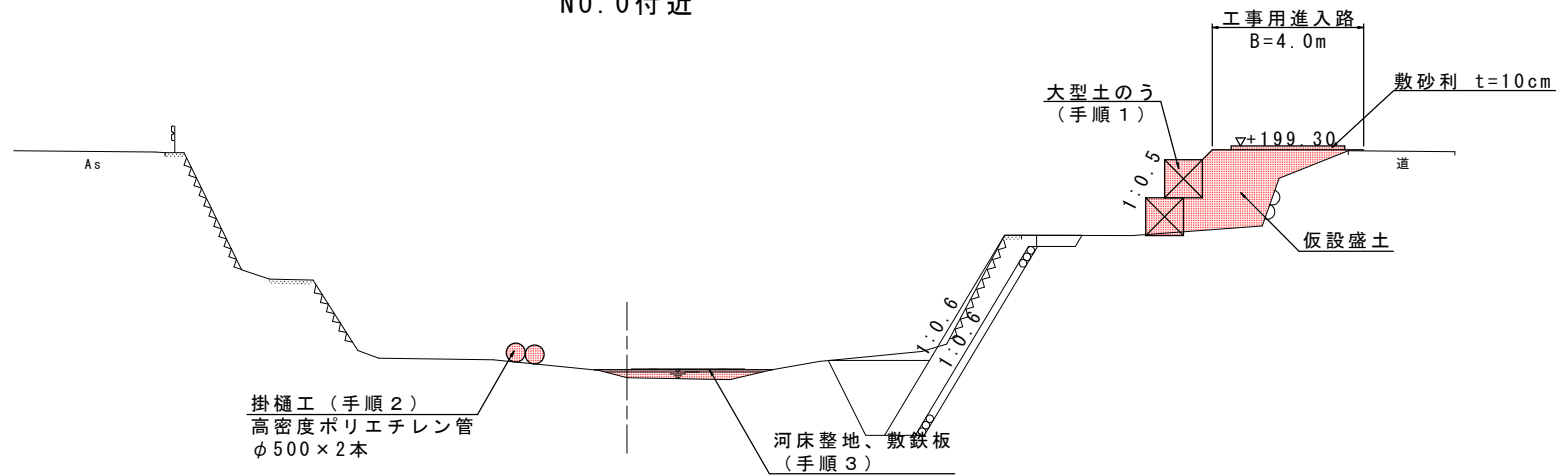 NO.0付近
工事用進入路
B=4.0m
敷砂利 t=10cm
大型土のう
（手順１）
▽+199.30
As
道
1:0.5
仮設盛土
1:0.6
1:0.6
掛樋工（手順２）
高密度ポリエチレン管
φ500×2本
河床整地、敷鉄板
（手順３）